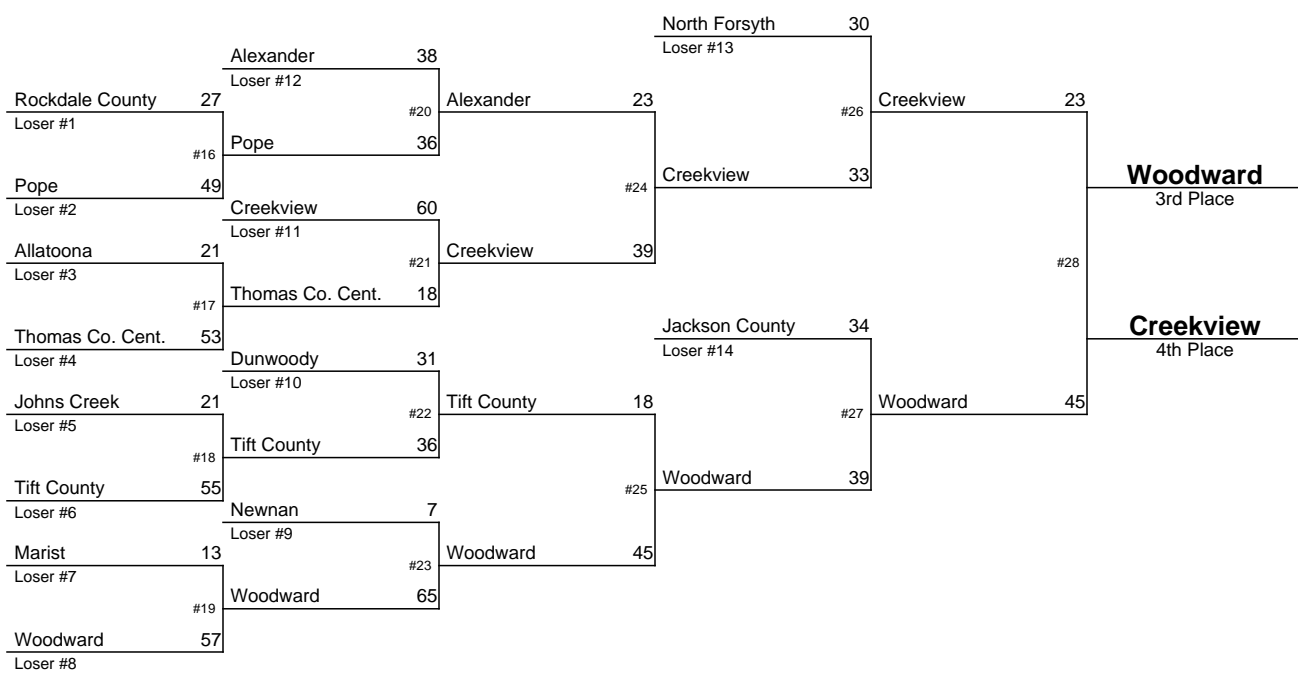 North Forsyth 30
Loser #13
Alexander 38
Loser #12
Rockdale County 27
Loser #1
#20
Alexander 23
#26
Creekview 23
#16
Pope 36
Pope 49
Loser #2
#24
Creekview 33
Woodward
3rd Place
Creekview 60
Loser #11
Allatoona 21
Loser #3
#21
Creekview 39
#28
#17
Thomas Co. Cent. 18
Thomas Co. Cent. 53
Loser #4
Jackson County 34
Loser #14
Creekview
4th Place
Dunwoody 31
Loser #10
Johns Creek 21
Loser #5
#22
Tift County 18
#27
Woodward 45
#18
Tift County 36
Tift County 55
Loser #6
#25
Woodward 39
Newnan 7
Loser #9
Marist 13
Loser #7
#23
Woodward 45
#19
Woodward 65
Woodward 57
Loser #8